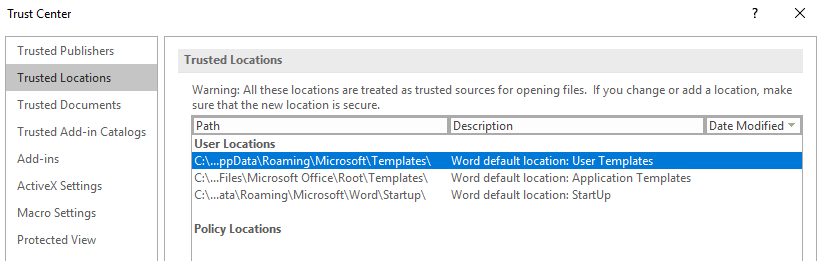 Trust Center
? ×
Trusted Publishers
Trusted Locations
Trusted Documents
Trusted Add-in Catalogs
Add-ins
ActiveX Settings
Macro Settings
Protected View
Trusted Locations
Warning: All these locations are treated as trusted sources for opening files.  If you change or add a location, make
sure that the new location is secure.
Path Description Date Modified
User Locations
C:\...ppData\Roaming\Microsoft\Templates\ Word default location: User Templates
C:\...Files\Microsoft Office\Root\Templates\ Word default location: Application Templates
C:\...ata\Roaming\Microsoft\Word\Startup\ Word default location: StartUp
Policy Locations